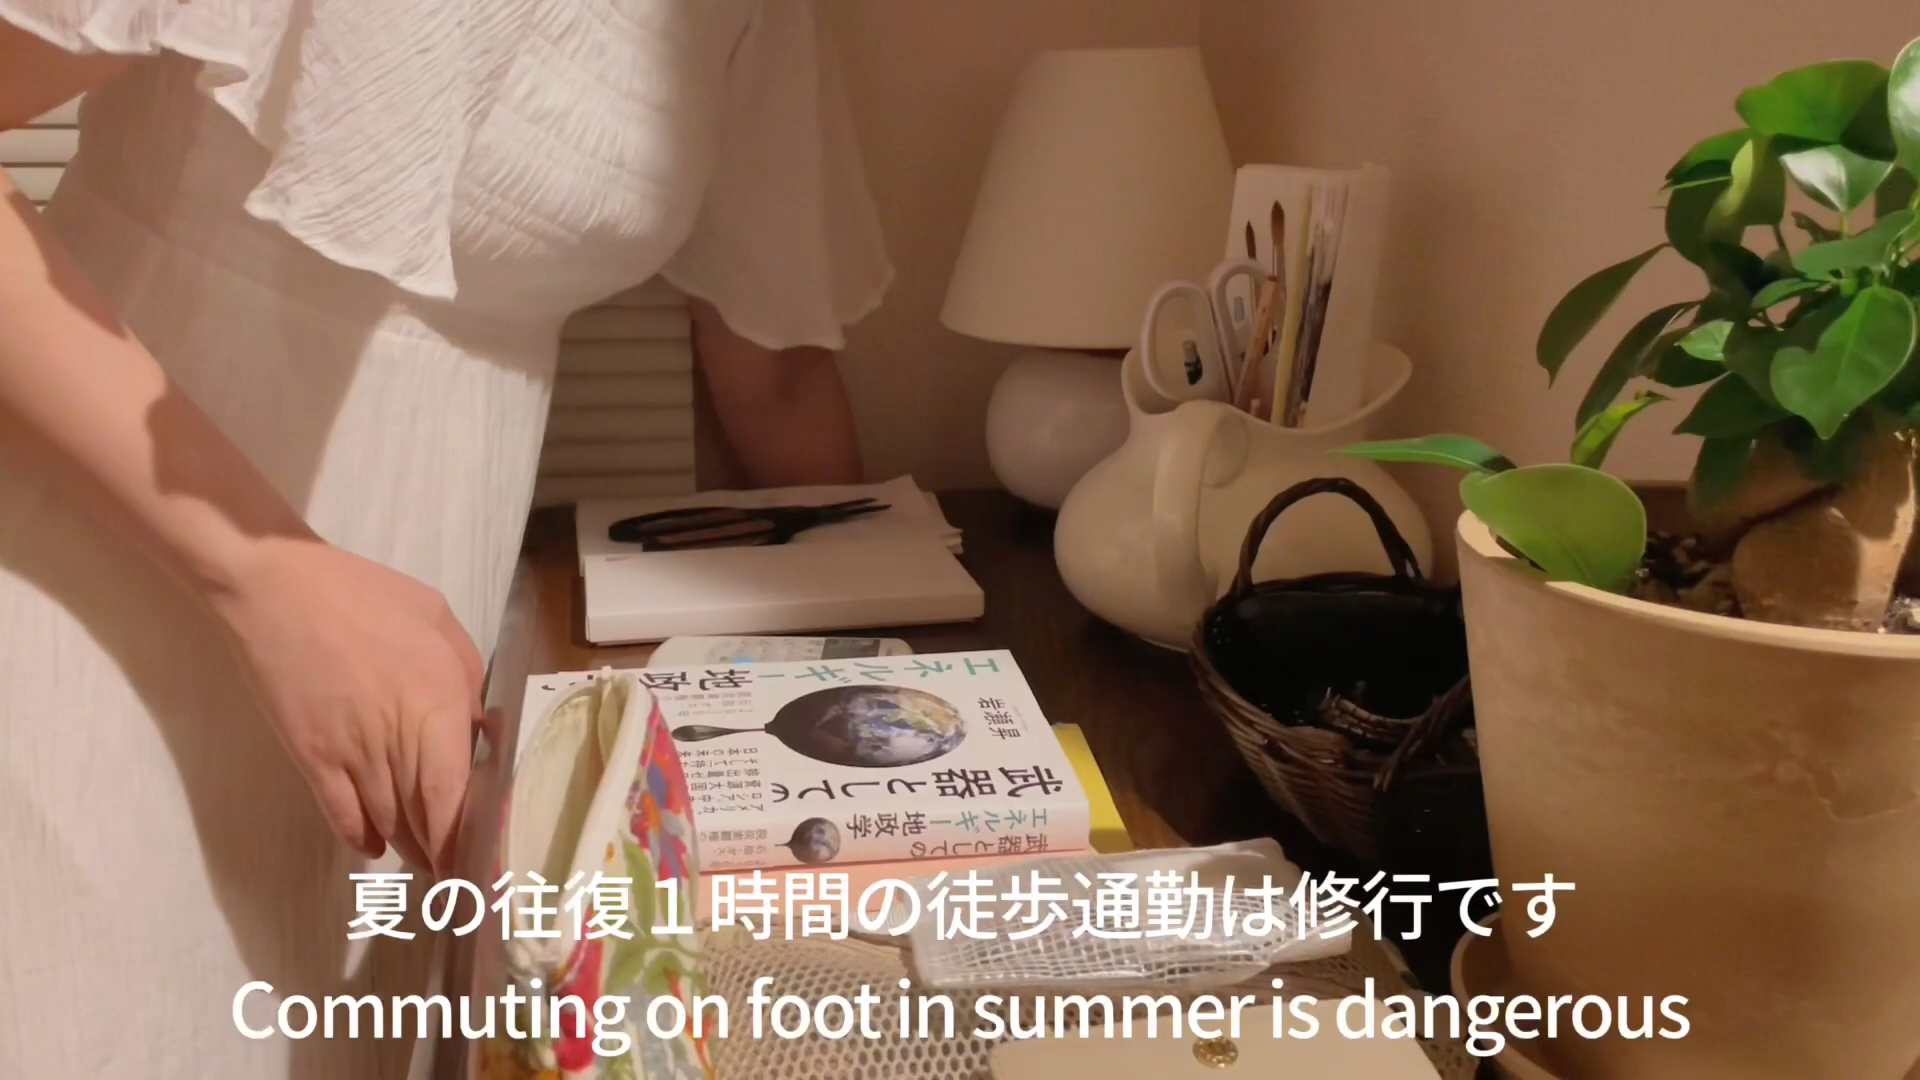 エネルギー地政
岩瀬昇
武器としての
エネルギー地政学
武器としての
夏の往復１時間の徒歩通勤は修行です
Commuting on foot in summer is dangerous